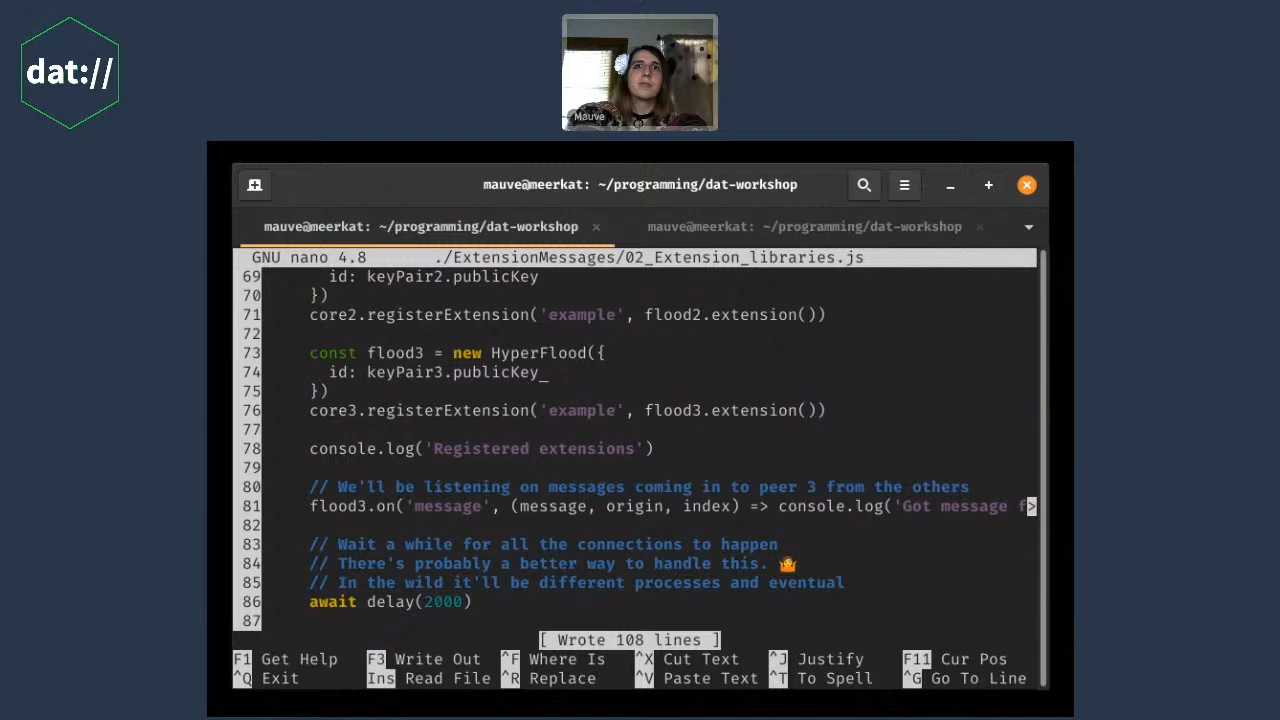 dat://
Mauve
mauve@meerkat: ~/programming/dat-workshop
mauve@meerkat: ~/programming/dat-workshop × mauve@meerkat: ~/programming/dat-workshop ×
GNU nano 4.8 ./ExtensionMessages/02_Extension_libraries.js
69 id: keyPair2.publicKey
70 })
71 core2.registerExtension('example', flood2.extension())
72
73 const flood3 = new HyperFlood({
74 id: keyPair3.publicKey_
75 })
76 core3.registerExtension('example', flood3.extension())
77
78 console.log('Registered extensions')
79
80 // We'll be listening on messages coming in to peer 3 from the others
81 flood3.on('message', (message, origin, index) => console.log('Got message f>
82
83 // Wait a while for all the connections to happen
84 // There's probably a better way to handle this. 🤷
85 // In the wild it'll be different processes and eventual
86 await delay(2000)
87
[ Wrote 108 lines ]
F1 Get Help F3 Write Out ^F Where Is ^X Cut Text ^J Justify F11 Cur Pos
^Q Exit Ins Read File ^R Replace ^V Paste Text ^T To Spell ^G Go To Line